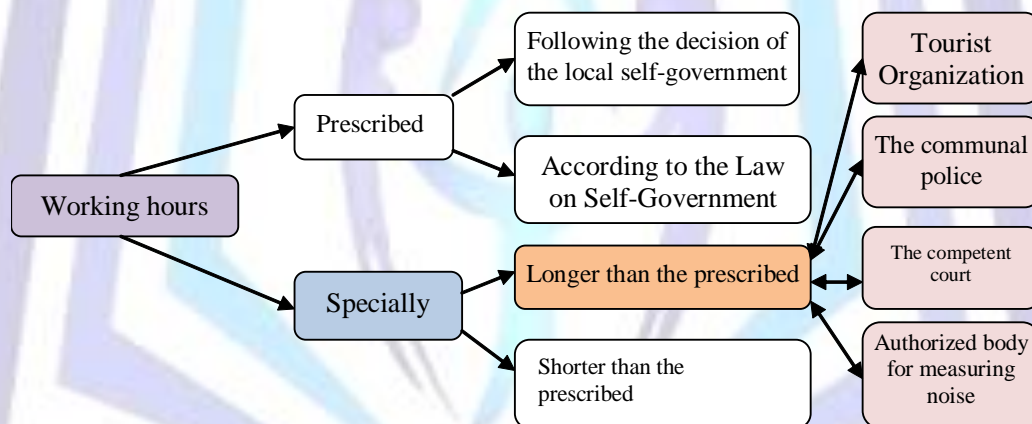 Working hours
Prescribed
Specially
Following the decision of
the local self-government
According to the Law
on Self-Government
Longer than the prescribed
Shorter than the
prescribed
Tourist
Organization
The communal
police
The competent
court
Authorized body
for measuring
noise